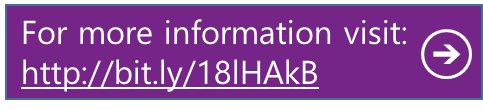 For more information visit:
http://bit.ly/18lHAkB